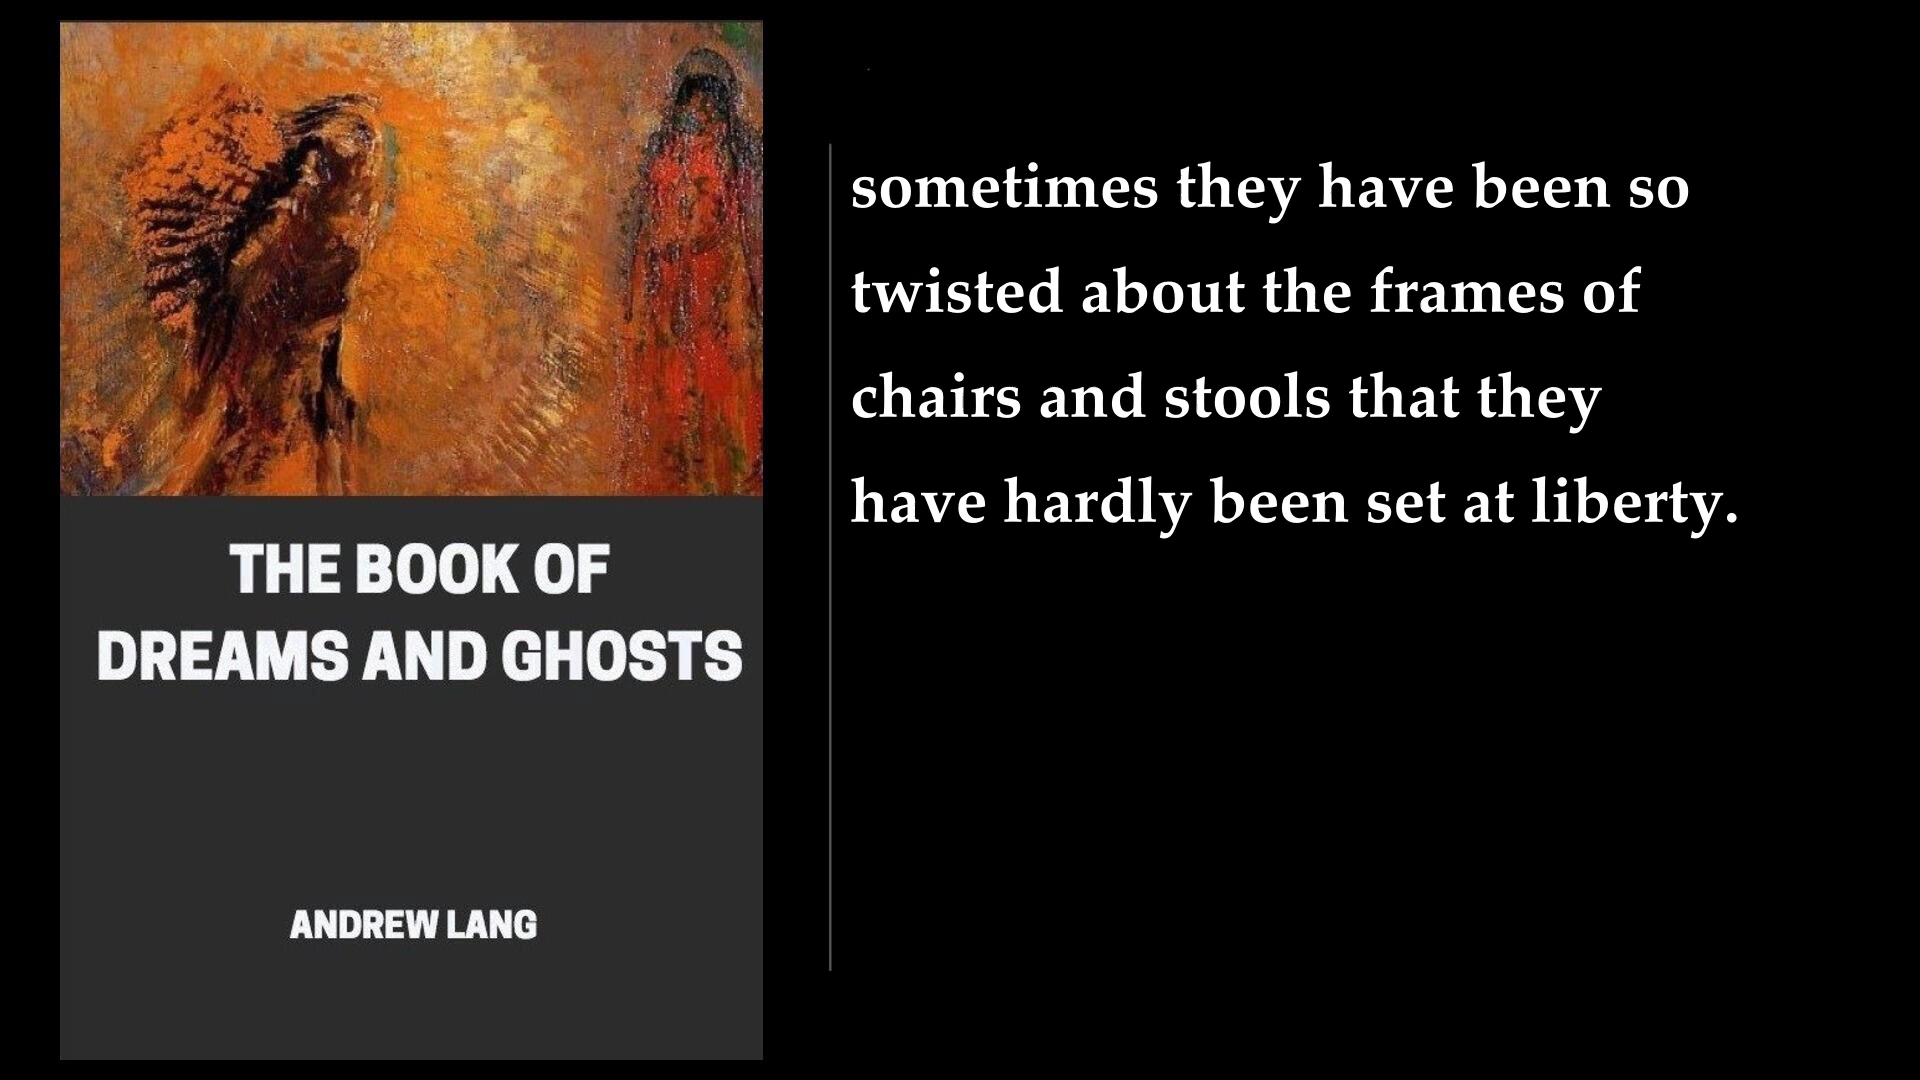 THE BOOK OF
DREAMS AND GHOSTS
ANDREW LANG
sometimes they have been so
twisted about the frames of
chairs and stools that they
have hardly been set at liberty.